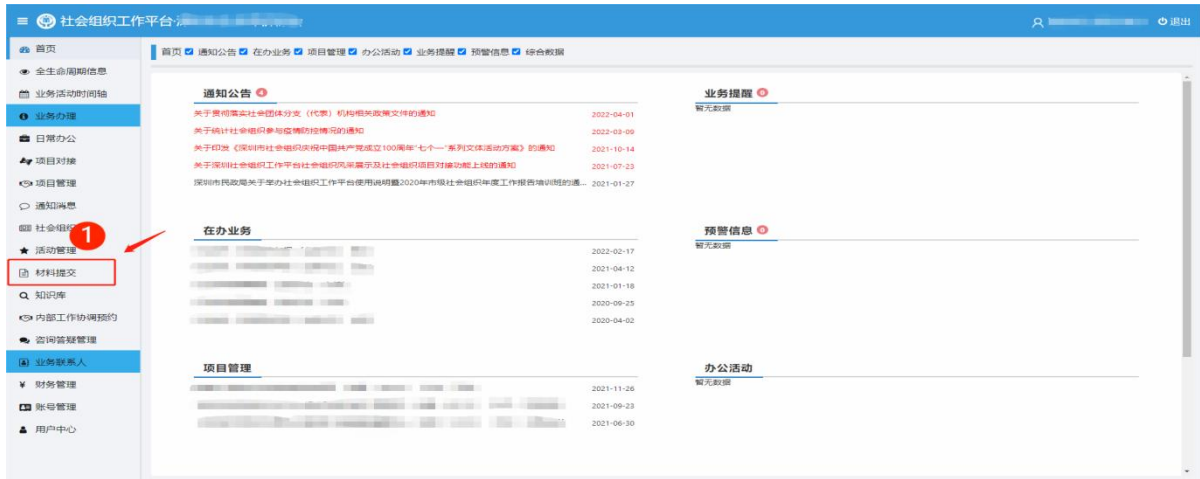 社会组织工作平台
退出
首页
全生命周期信息
业务活动时间轴
业务办理
日常办公
项目对接
项目管理
通知消息
社会组织
活动管理
材料提交
知识库
内部工作协调预约
咨询答疑管理
业务联系人
财务管理
账号管理
用户中心
1
首页 通知公告 在办业务 项目管理 办公活动 业务提醒 预警信息 综合数据
通知公告 4
关于贯彻落实社会团体分支（代表）机构相关政策文件的通知 2022-04-01
关于统计社会组织参与疫情防控情况的通知 2022-03-09
关于印发《深圳市社会组织庆祝中国共产党成立100周年“七个一”系列文体活动方案》的通知 2021-10-14
关于深圳社会组织工作平台社会组织风采展示及社会组织项目对接功能上线的通知 2021-07-23
深圳市民政局关于举办社会组织工作平台使用说明暨2020年市级社会组织年度工作报告培训班的通... 2021-01-27
业务提醒 0
暂无数据
在办业务
2022-02-17
2021-04-12
2021-01-18
2020-09-25
2020-04-02
预警信息 0
暂无数据
项目管理
2021-11-26
2021-09-23
2021-06-30
办公活动
暂无数据